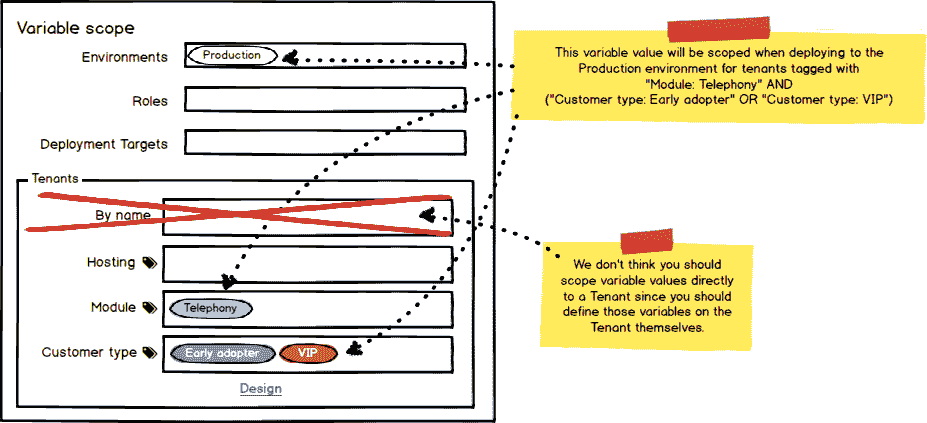 Variable scope
Environments
Production
Roles
Deployment Targets
Tenants
By name
Hosting
Module
Telephony
Customer type
Early adopter
VIP
Design
This variable value will be scoped when deploying to the
Production environment for tenants tagged with
"Module: Telephony" AND
("Customer type: Early adopter" OR "Customer type: VIP")
We don't think you should
scope variable values directly
to a Tenant since you should
define those variables on the
Tenant themselves.